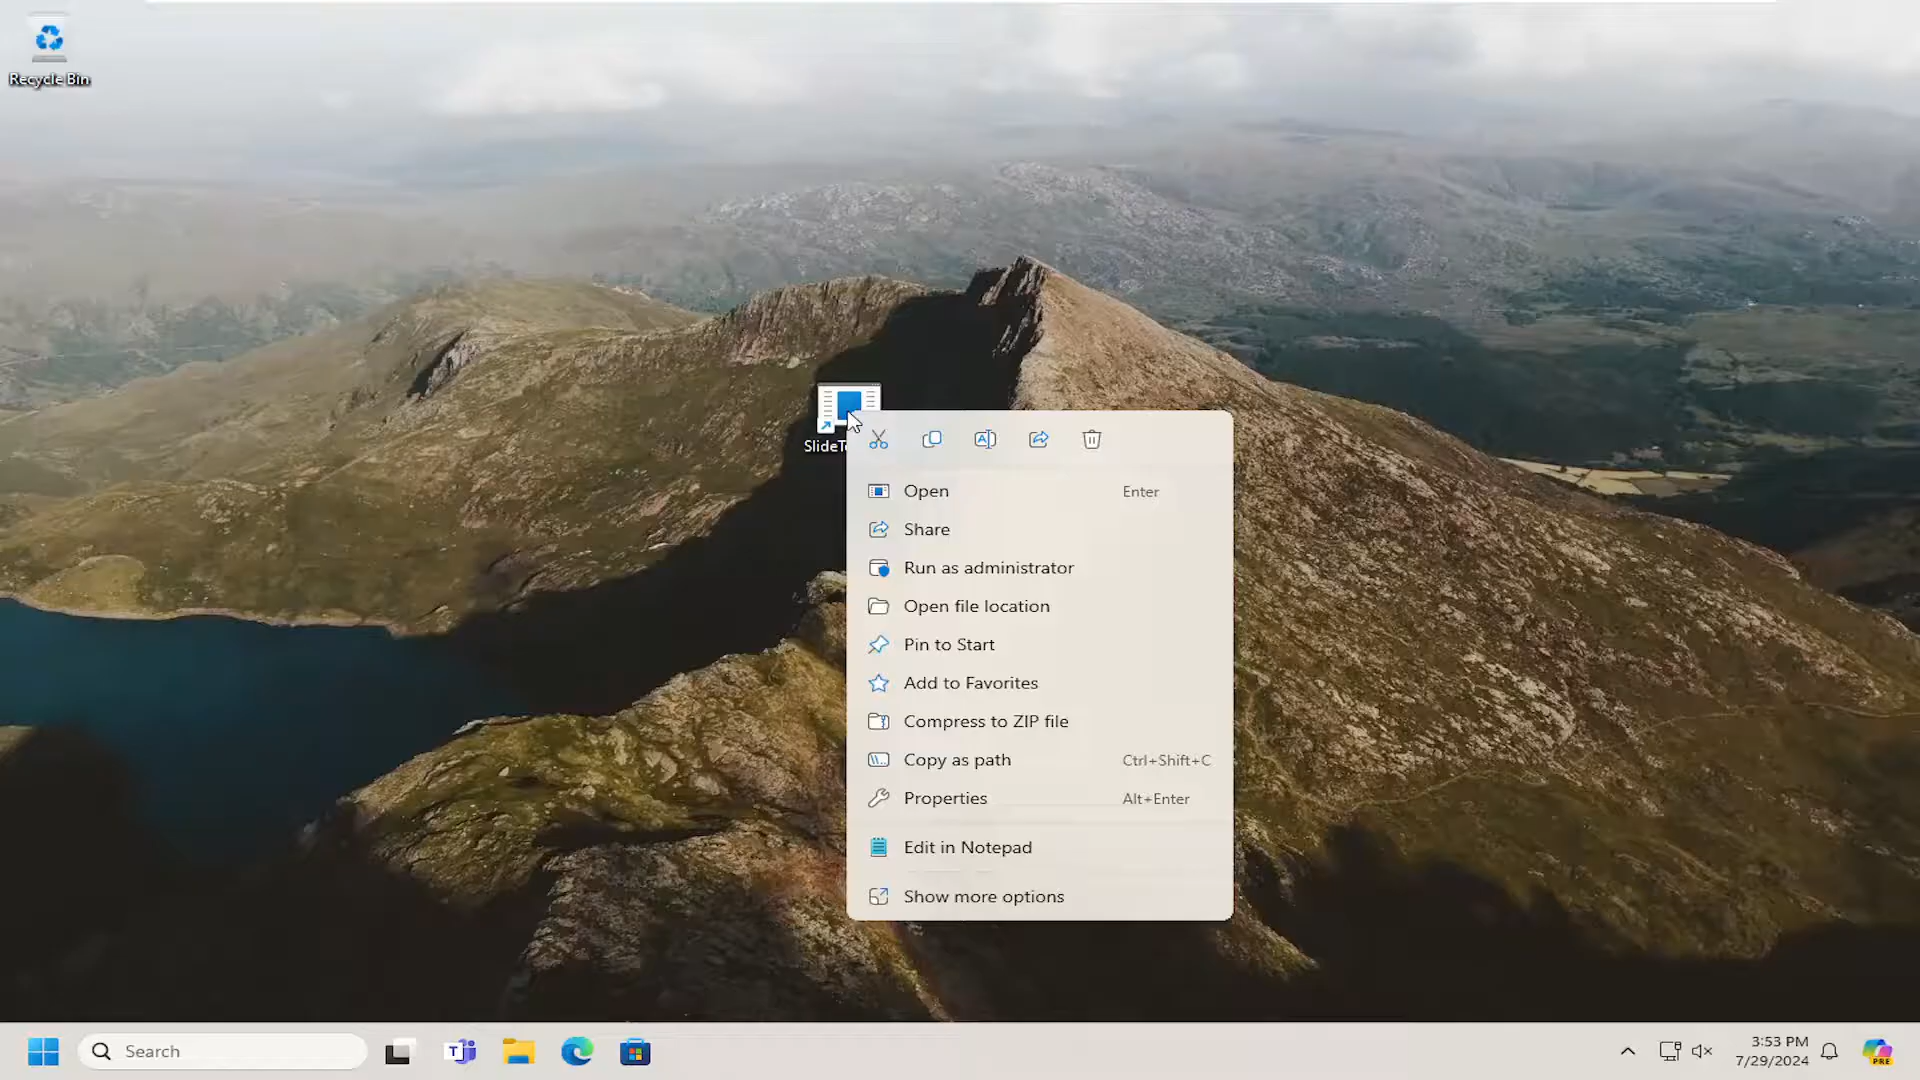 Recycle Bin
Open Enter
Share
Run as administrator
Open file location
Pin to Start
Add to Favorites
Compress to ZIP file
Copy as path Ctrl+Shift+C
Properties Alt+Enter
Edit in Notepad
Show more options
Search
3:53 PM
7/29/2024
PRE